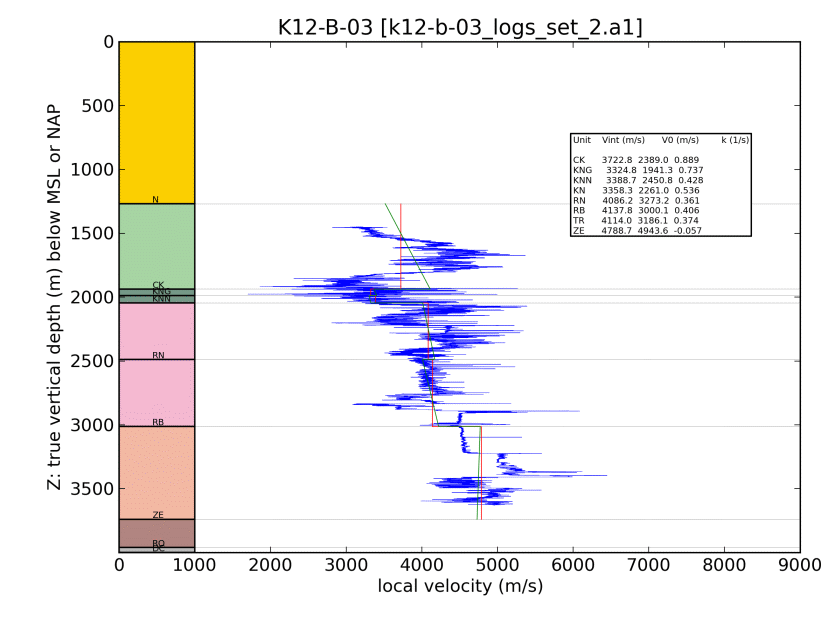 K12-B-03 [k12-b-03_logs_set_2.a1]
Z: true vertical depth (m) below MSL or NAP
0
500
1000
1500
2000
2500
3000
3500
N
CK
KNG
KNN
RN
RB
ZE
RO
DC
Unit Vint (m/s) V0 (m/s) k (1/s)
CK 3722.8 2389.0 0.889
KNG 3324.8 1941.3 0.737
KNN 3388.7 2450.8 0.428
KN 3358.3 2261.0 0.536
RN 4086.2 3273.2 0.361
RB 4137.8 3000.1 0.406
TR 4114.0 3186.1 0.374
ZE 4788.7 4943.6 -0.057
0 1000 2000 3000 4000 5000 6000 7000 8000 9000
local velocity (m/s)